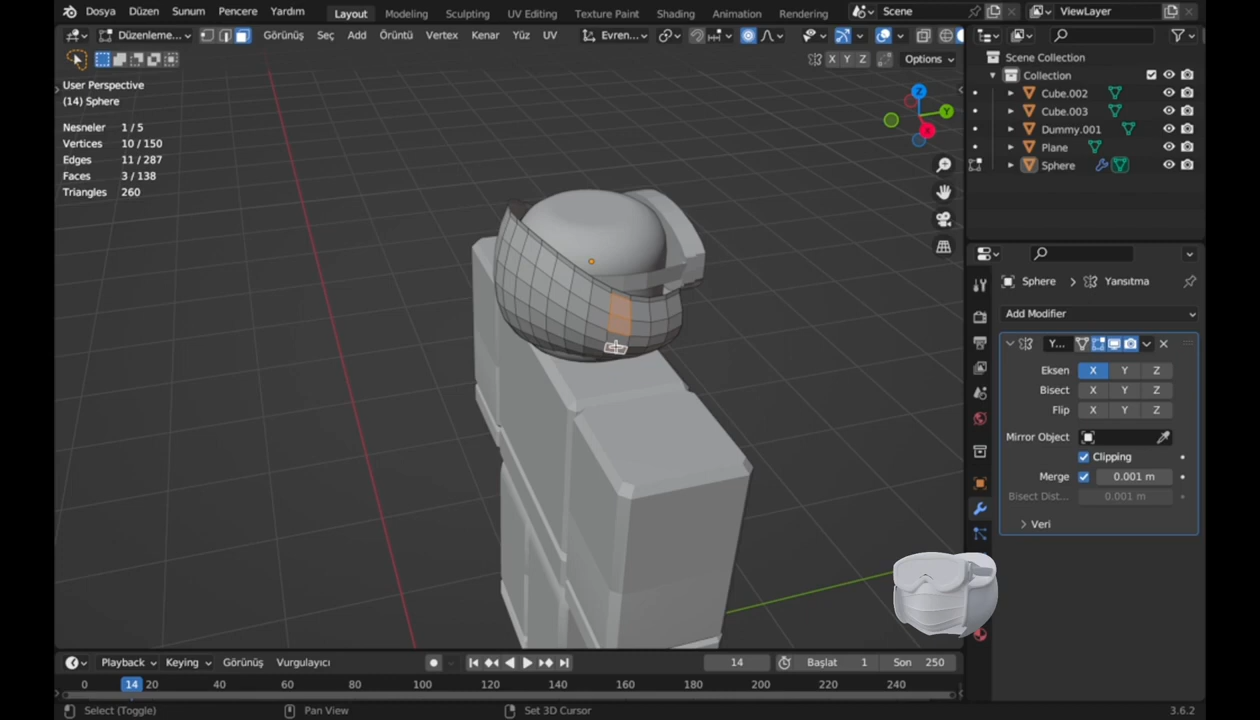 Dosya Düzen Sunum Pencere Yardım Layout Modeling Sculpting UV Editing Texture Paint Shading Animation Rendering Scene ViewLayer
Düzenleme... Görünüş Seç Add Örüntü Vertex Kenar Yüz UV Evren...
X Y Z Options
User Perspective
(14) Sphere
Nesneler 1 / 5
Vertices 10 / 150
Edges 11 / 287
Faces 3 / 138
Triangles 260
Z
Y
X
Scene Collection
Collection
Cube.002
Cube.003
Dummy.001
Plane
Sphere
Sphere > Yansıtma
Add Modifier
Y...
Eksen X Y Z
Bisect X Y Z
Flip X Y Z
Mirror Object
Clipping
Merge 0.001 m
Bisect Dist... 0.001 m
> Veri
Playback Keying Görünüş Vurgulayıcı 14 Başlat 1 Son 250
0 14 20 40 60 80 100 120 140 160 180 200 220 240
Select (Toggle) Pan View Set 3D Cursor 3.6.2